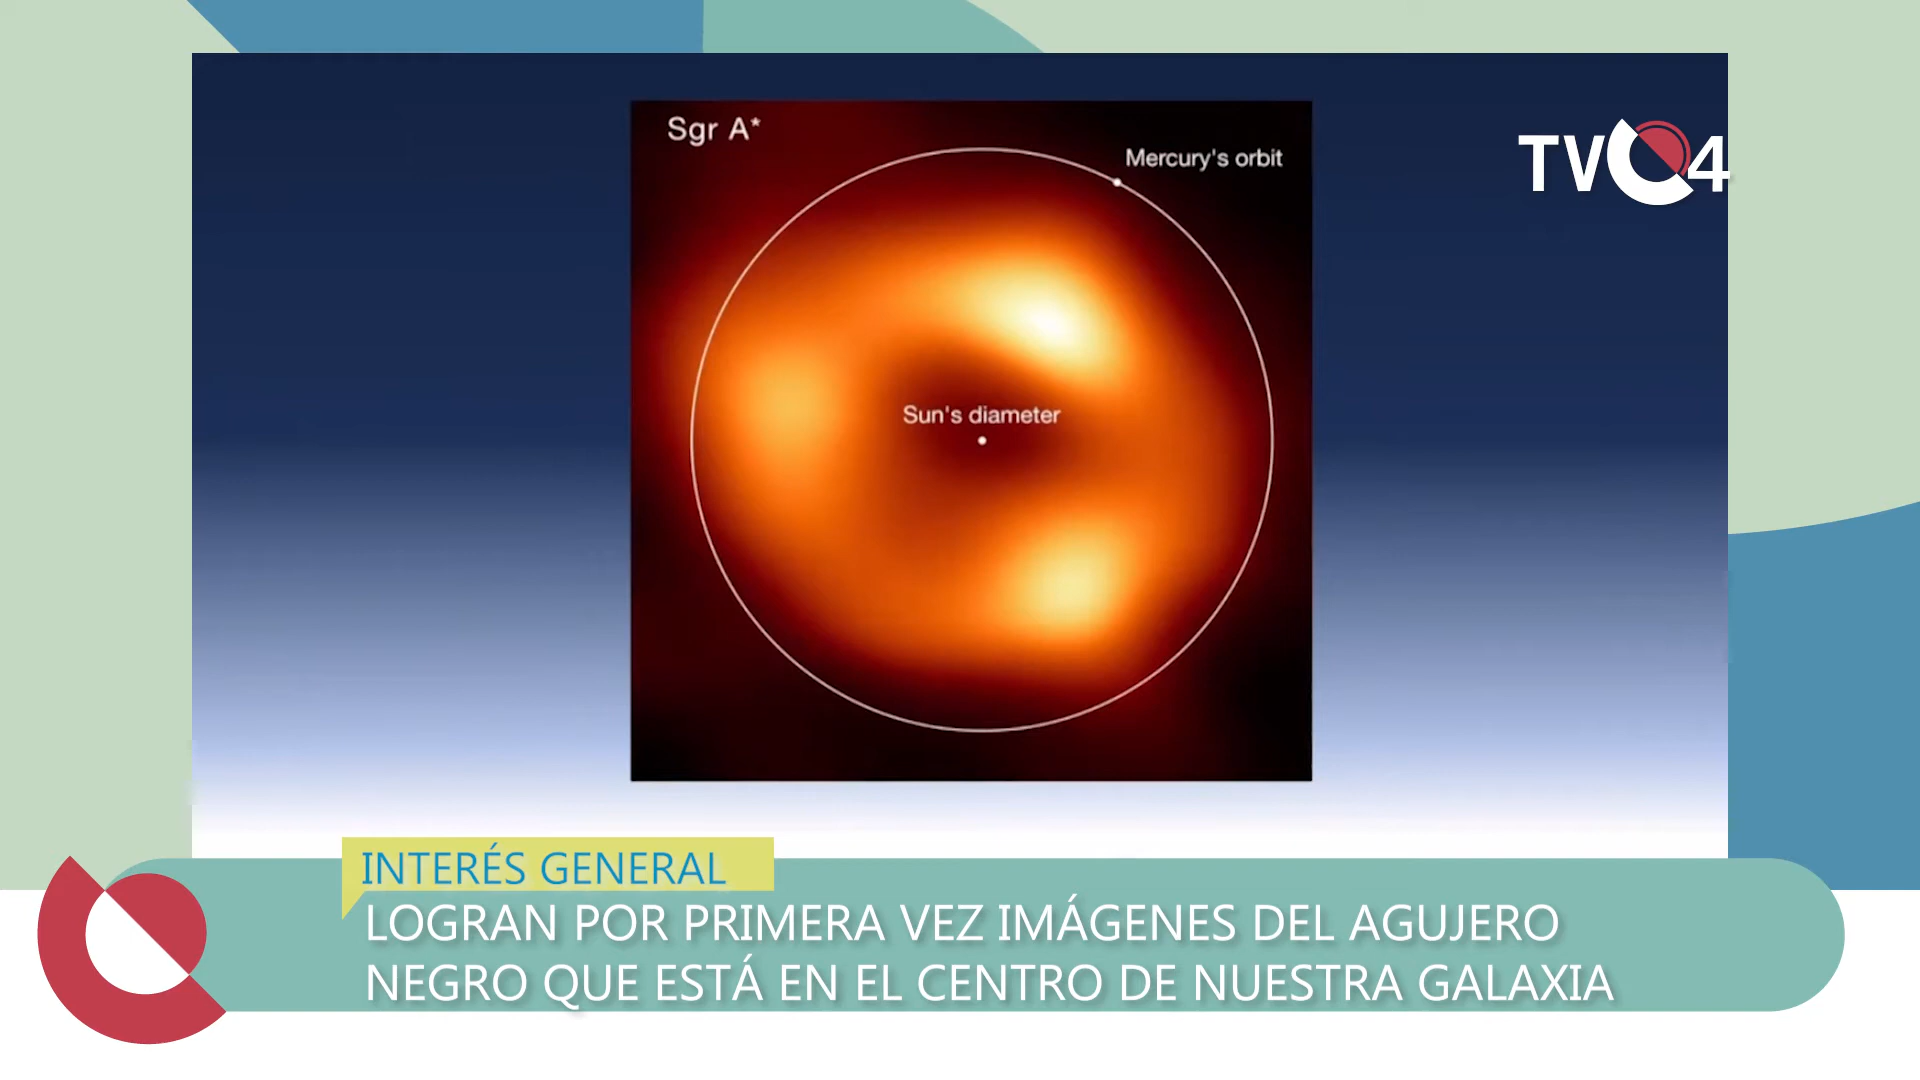 Sgr A*
Mercury's orbit
TV4
Sun's diameter
INTERÉS GENERAL
LOGRAN POR PRIMERA VEZ IMÁGENES DEL AGUJERO
NEGRO QUE ESTÁ EN EL CENTRO DE NUESTRA GALAXIA